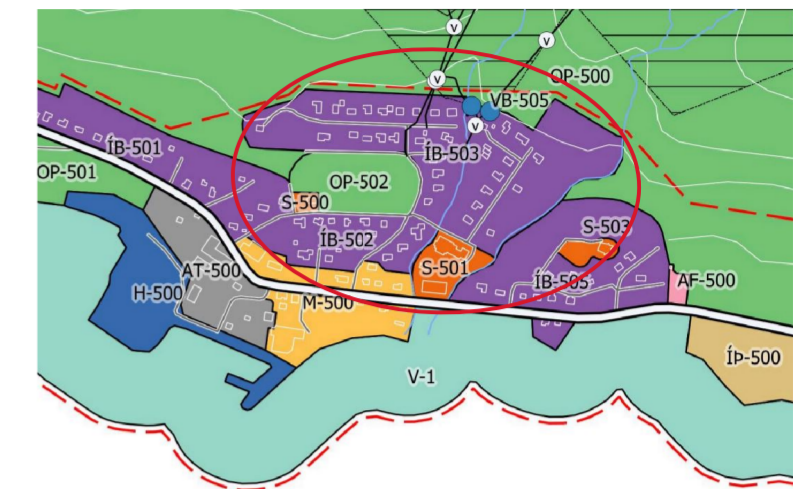 V
V
OP-500
V
VB-505
V
ÍB-501
ÍB-503
OP-501
OP-502
S-500
S-503
ÍB-502
S-501
AT-500
ÍB-505
AF-500
H-500
M-500
ÍÞ-500
V-1